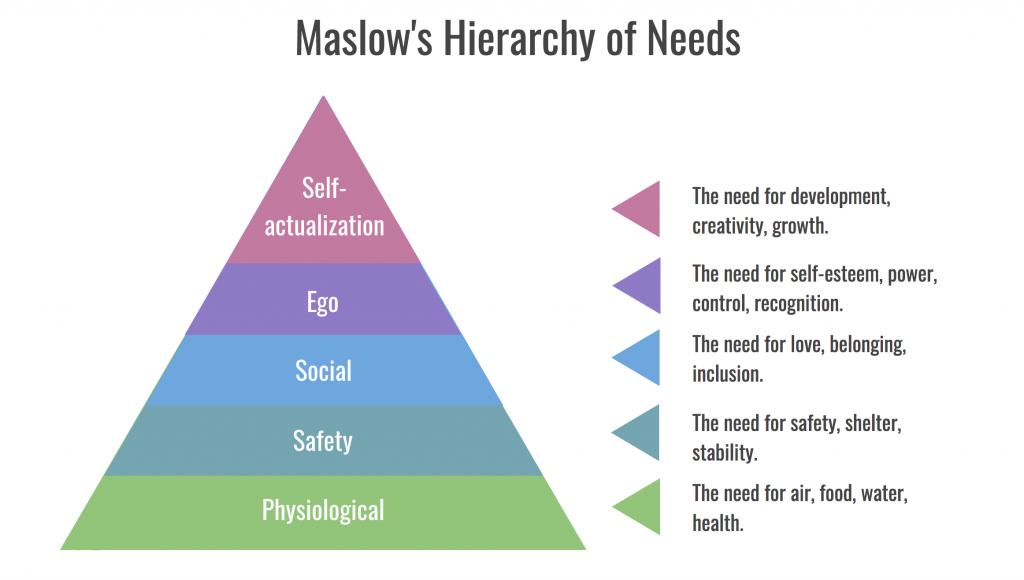 Maslow's Hierarchy of Needs
Self-
actualization
The need for development,
creativity, growth.
Ego
The need for self-esteem, power,
control, recognition.
Social
The need for love, belonging,
inclusion.
Safety
The need for safety, shelter,
stability.
Physiological
The need for air, food, water,
health.